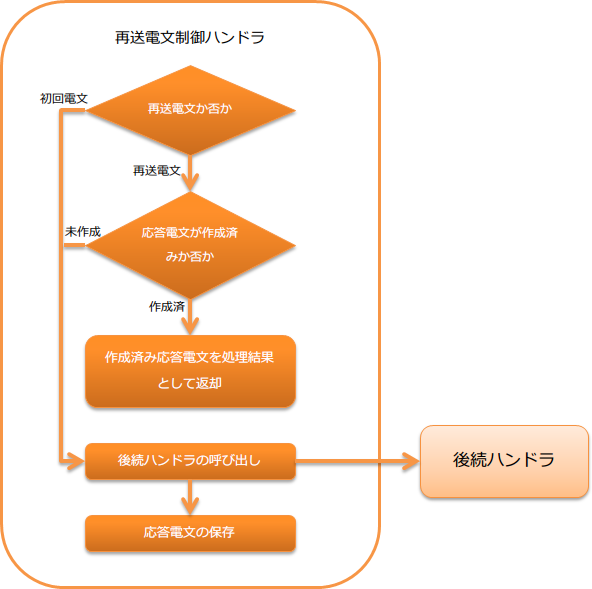 再送電文制御ハンドラ
初回電文
再送電文か否か
再送電文
未作成
応答電文が作成済
みか否か
作成済
作成済み応答電文を処理結果
として返却
後続ハンドラの呼び出し
後続ハンドラ
応答電文の保存